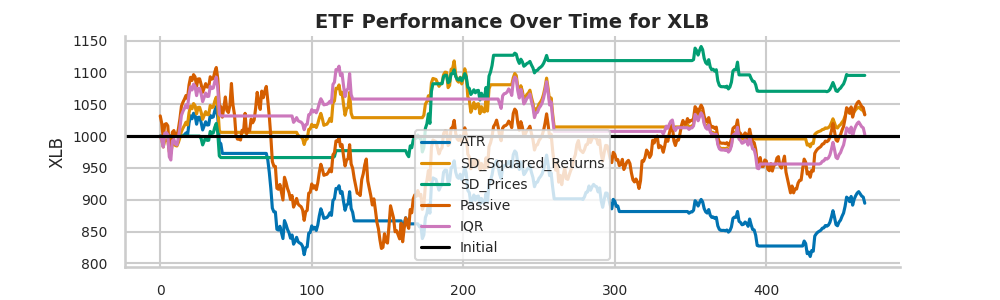 ETF Performance Over Time for XLB
XLB
1150
1100
1050
1000
950
900
850
800
0
100
200
300
400
ATR
SD_Squared_Returns
SD_Prices
Passive
IQR
Initial